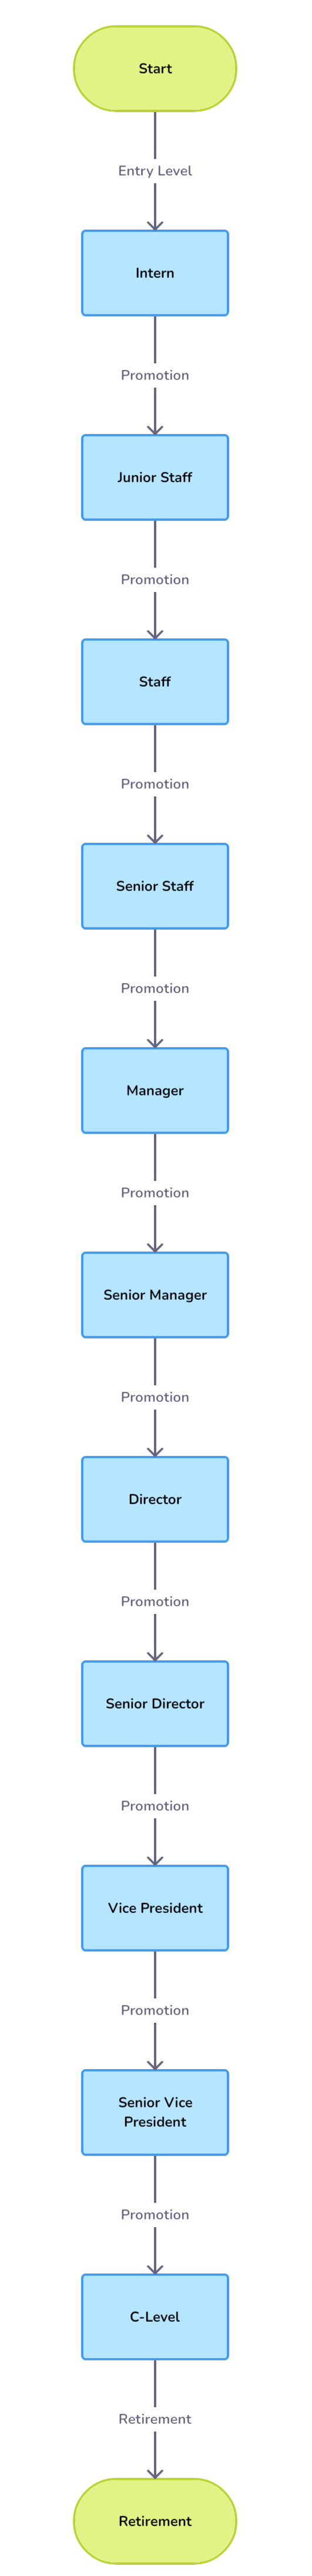 Start
Entry Level
Intern
Promotion
Junior Staff
Promotion
Staff
Promotion
Senior Staff
Promotion
Manager
Promotion
Senior Manager
Promotion
Director
Promotion
Senior Director
Promotion
Vice President
Promotion
Senior Vice
President
Promotion
C-Level
Retirement
Retirement